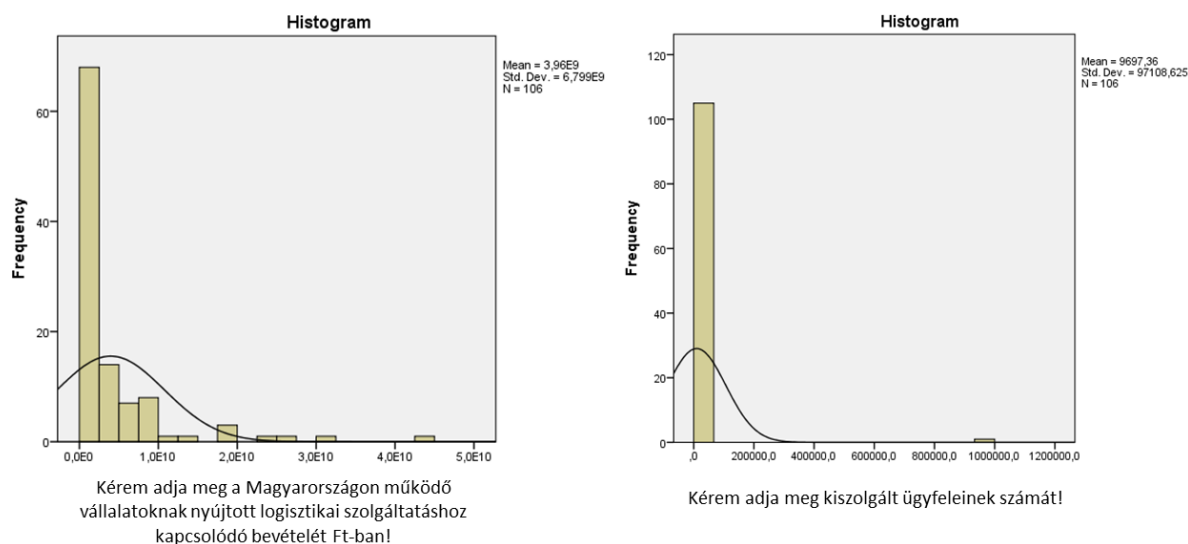 Histogram
Mean = 3,96E9
Std. Dev. = 6,799E9
N = 106
Frequency
60
40
20
0
0,0E0 1,0E10 2,0E10 3,0E10 4,0E10 5,0E10
Kérem adja meg a Magyarországon működő
vállalatoknak nyújtott logisztikai szolgáltatáshoz
kapcsolódó bevételét Ft-ban!
Histogram
Mean = 9697,36
Std. Dev. = 97108,625
N = 106
Frequency
120
100
80
60
40
20
0
,0 200000,0 400000,0 600000,0 800000,0 1000000,0 1200000,0
Kérem adja meg kiszolgált ügyfeleinek számát!